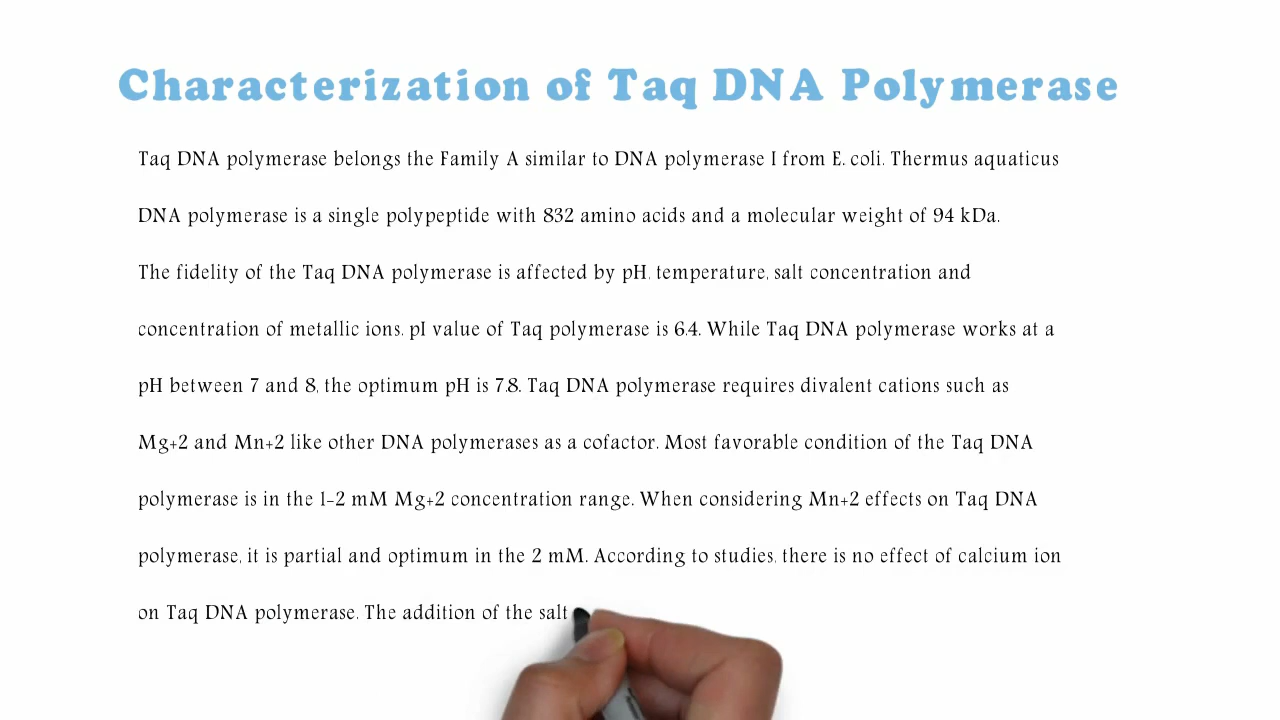 Characterization of Taq DNA Polymerase
Taq DNA polymerase belongs the Family A similar to DNA polymerase I from E. coli. Thermus aquaticus
DNA polymerase is a single polypeptide with 832 amino acids and a molecular weight of 94 kDa.
The fidelity of the Taq DNA polymerase is affected by pH, temperature, salt concentration and
concentration of metallic ions. pI value of Taq polymerase is 6.4. While Taq DNA polymerase works at a
pH between 7 and 8, the optimum pH is 7.8. Taq DNA polymerase requires divalent cations such as
Mg+2 and Mn+2 like other DNA polymerases as a cofactor. Most favorable condition of the Taq DNA
polymerase is in the 1-2 mM Mg+2 concentration range. When considering Mn+2 effects on Taq DNA
polymerase, it is partial and optimum in the 2 mM. According to studies, there is no effect of calcium ion
on Taq DNA polymerase. The addition of the salt